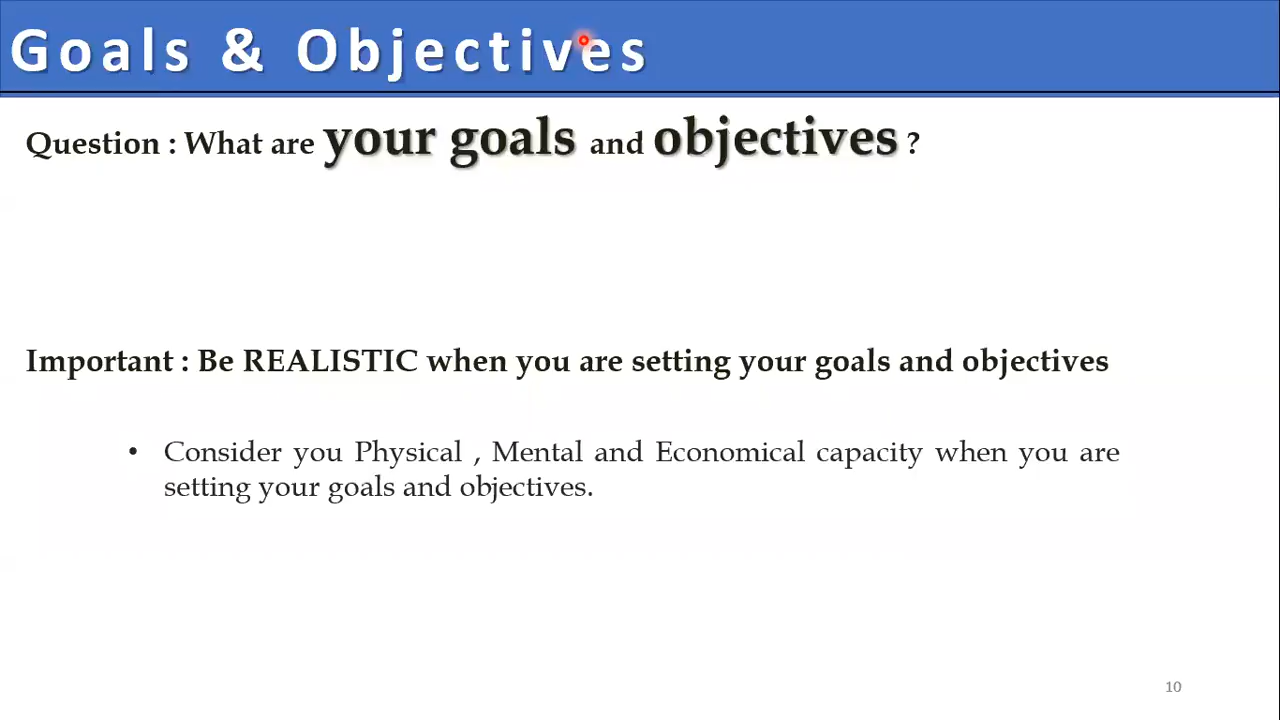 Goals & Objectives
Question : What are your goals and objectives ?
Important : Be REALISTIC when you are setting your goals and objectives
• Consider you Physical , Mental and Economical capacity when you are
setting your goals and objectives.
10